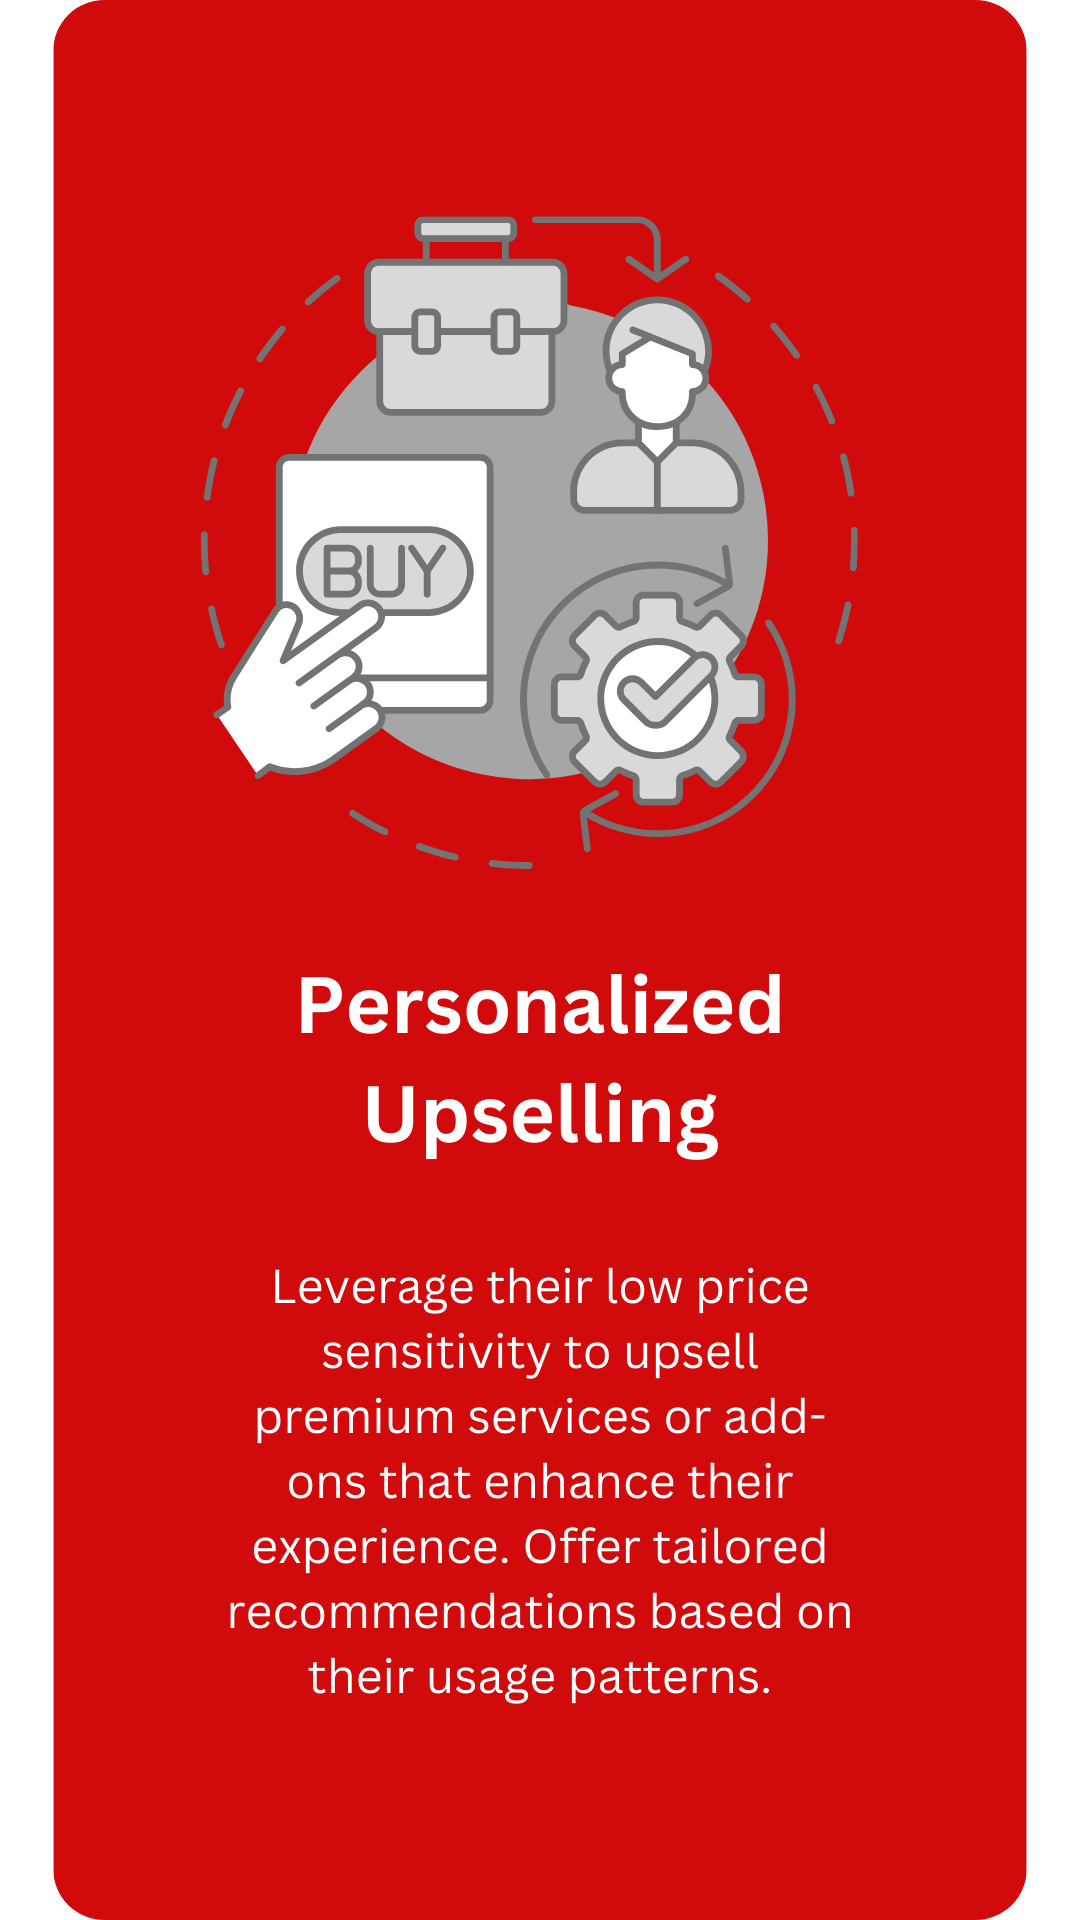 BUY
Personalized
Upselling
Leverage their low price
sensitivity to upsell
premium services or add-
ons that enhance their
experience. Offer tailored
recommendations based on
their usage patterns.